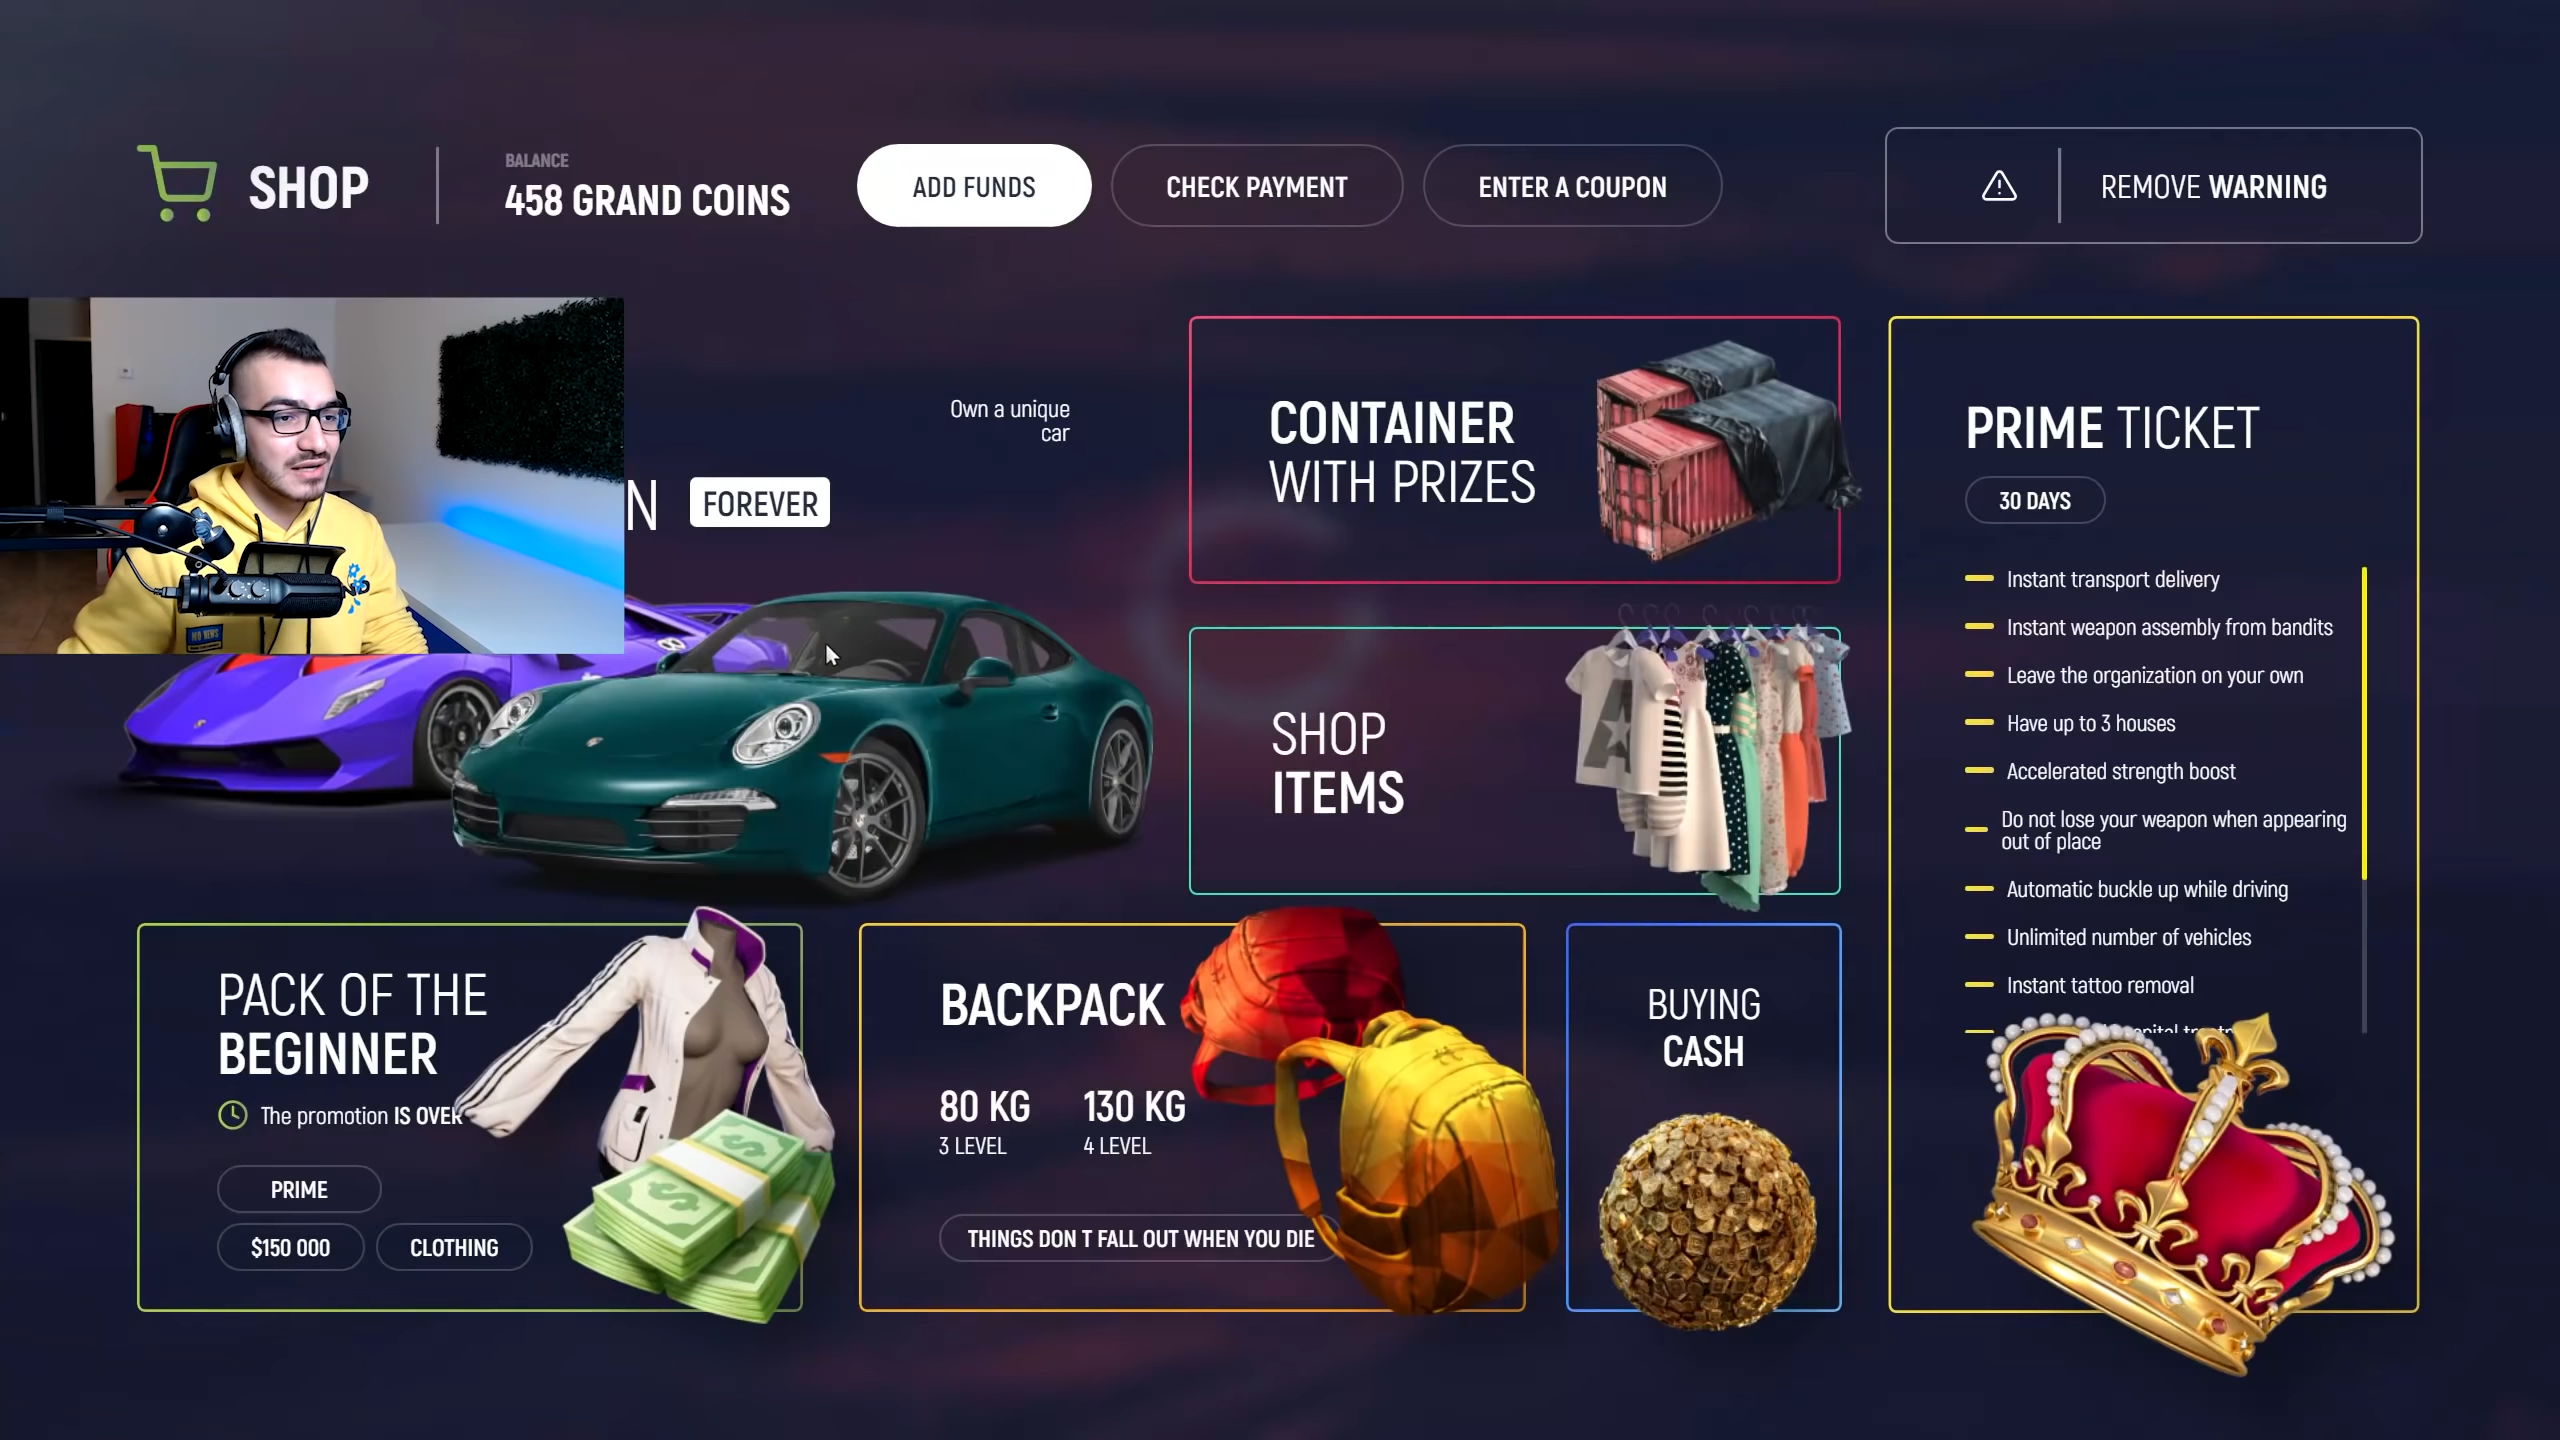 SHOP
BALANCE
458 GRAND COINS
ADD FUNDS
CHECK PAYMENT
ENTER A COUPON
REMOVE WARNING
Own a unique
car
N
FOREVER
CONTAINER
WITH PRIZES
SHOP
ITEMS
PRIME TICKET
30 DAYS
Instant transport delivery
Instant weapon assembly from bandits
Leave the organization on your own
Have up to 3 houses
Accelerated strength boost
Do not lose your weapon when appearing
out of place
Automatic buckle up while driving
Unlimited number of vehicles
Instant tattoo removal
PACK OF THE
BEGINNER
The promotion IS OVER
PRIME
$150 000
CLOTHING
BACKPACK
80 KG
3 LEVEL
130 KG
4 LEVEL
THINGS DON T FALL OUT WHEN YOU DIE
BUYING
CASH